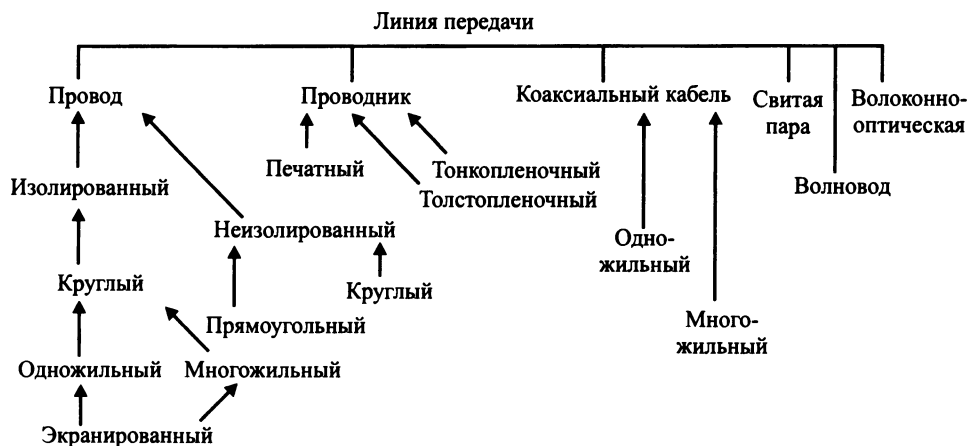 Линия передачи
Провод
Проводник
Коаксиальный кабель
Свитая
пара
Волоконно-
оптическая
Печатный
Тонкопленочный
Толстопленочный
Изолированный
Волновод
Неизолированный
Одно-
жильный
Круглый
Круглый
Прямоугольный
Много-
жильный
Одножильный
Многожильный
Экранированный